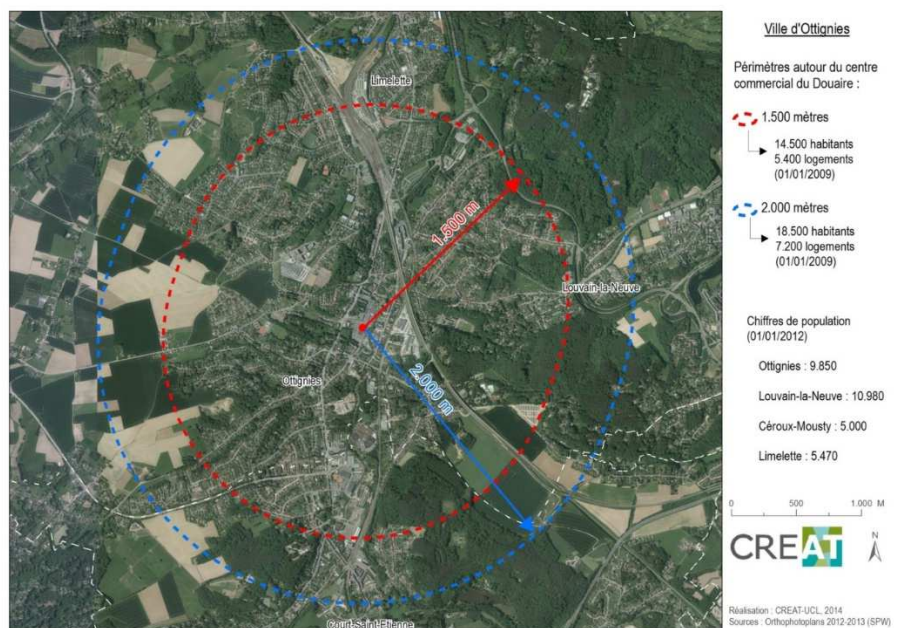 Limelette
1.500 m
Louvain-la-Neuve
Ottignies
2.000 m
Court-Saint-Etienne
Ville d'Ottignies
Périmètres autour du centre
commercial du Douaire :
1.500 mètres
14.500 habitants
5.400 logements
(01/01/2009)
2.000 mètres
18.500 habitants
7.200 logements
(01/01/2009)
Chiffres de population
(01/01/2012)
Ottignies : 9.850
Louvain-la-Neuve : 10.980
Céroux-Mousty : 5.000
Limelette : 5.470
0 500 1.000 M
CREAT
N
Réalisation : CREAT-UCL, 2014
Sources : Orthophotoplans 2012-2013 (SPW)